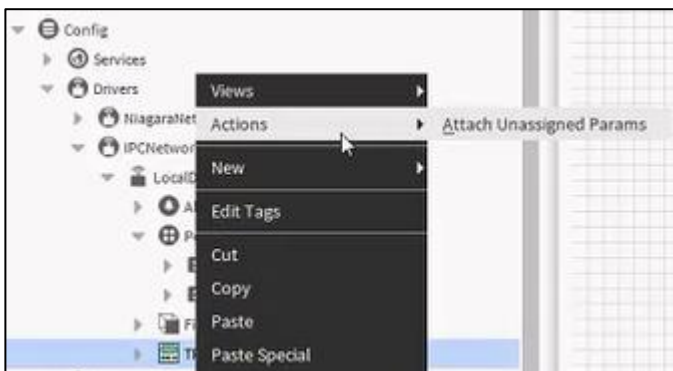 Config
Services
Drivers
Views
NiagaraNet
Actions
Attach Unassigned Params
IPCNetwor
New
LocalD
Edit Tags
Cut
Copy
Paste
Paste Special